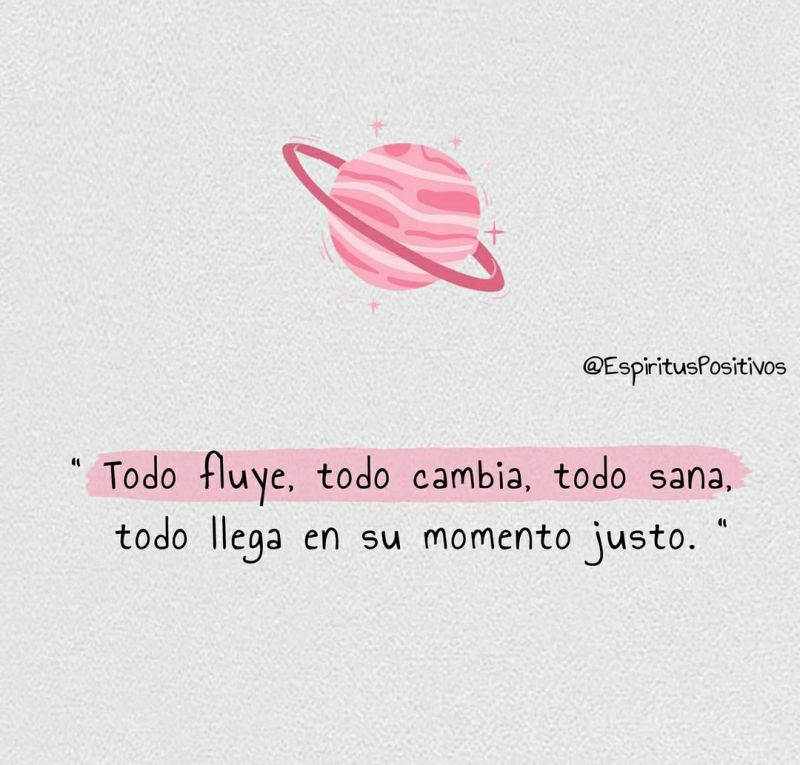 @EspiritusPositivos
" Todo fluye, todo cambia, todo sana,
todo llega en su momento justo. "